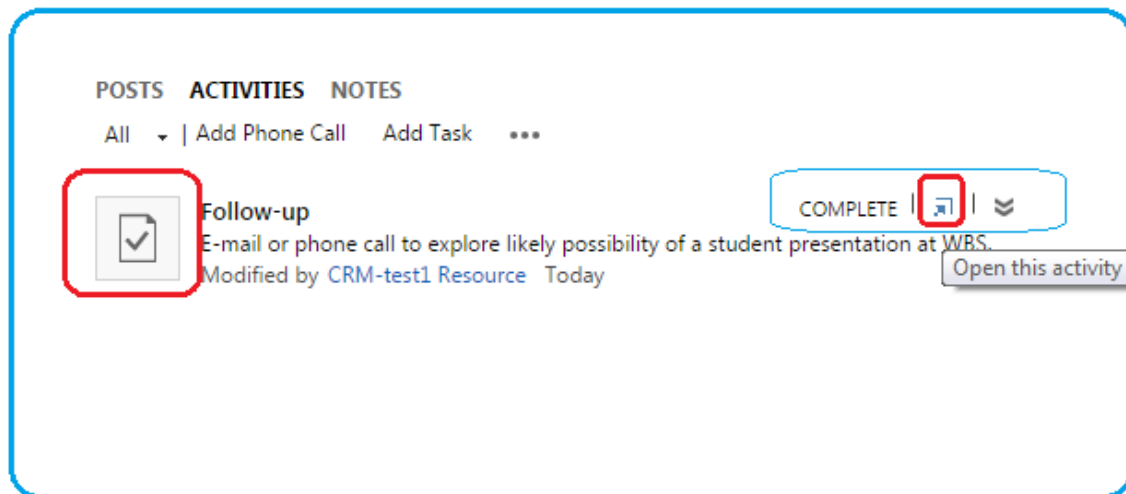 POSTS ACTIVITIES NOTES
All | Add Phone Call Add Task •••
Follow-up
COMPLETE | |
E-mail or phone call to explore likely possibility of a student presentation at WBS.
Modified by CRM-test1 Resource Today
Open this activity